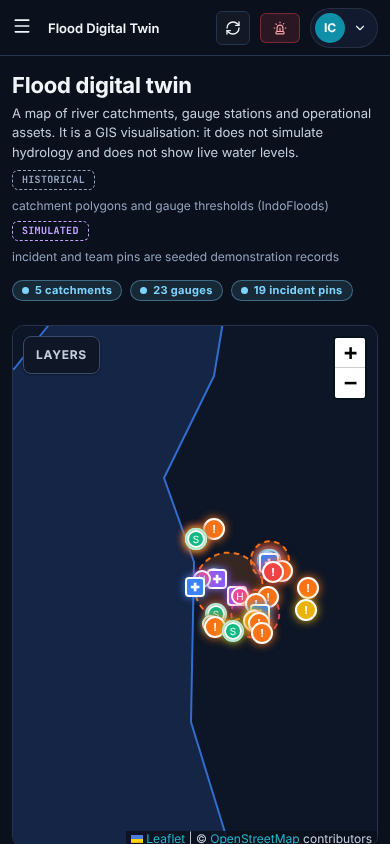 Flood Digital Twin
IC
Flood digital twin
A map of river catchments, gauge stations and operational
assets. It is a GIS visualisation: it does not simulate
hydrology and does not show live water levels.
HISTORICAL
catchment polygons and gauge thresholds (IndoFloods)
SIMULATED
incident and team pins are seeded demonstration records
5 catchments
23 gauges
19 incident pins
LAYERS
+
−
!
S
!
!
H
H
!
!
!
S
!
S
!
!
!
Leaflet | © OpenStreetMap contributors